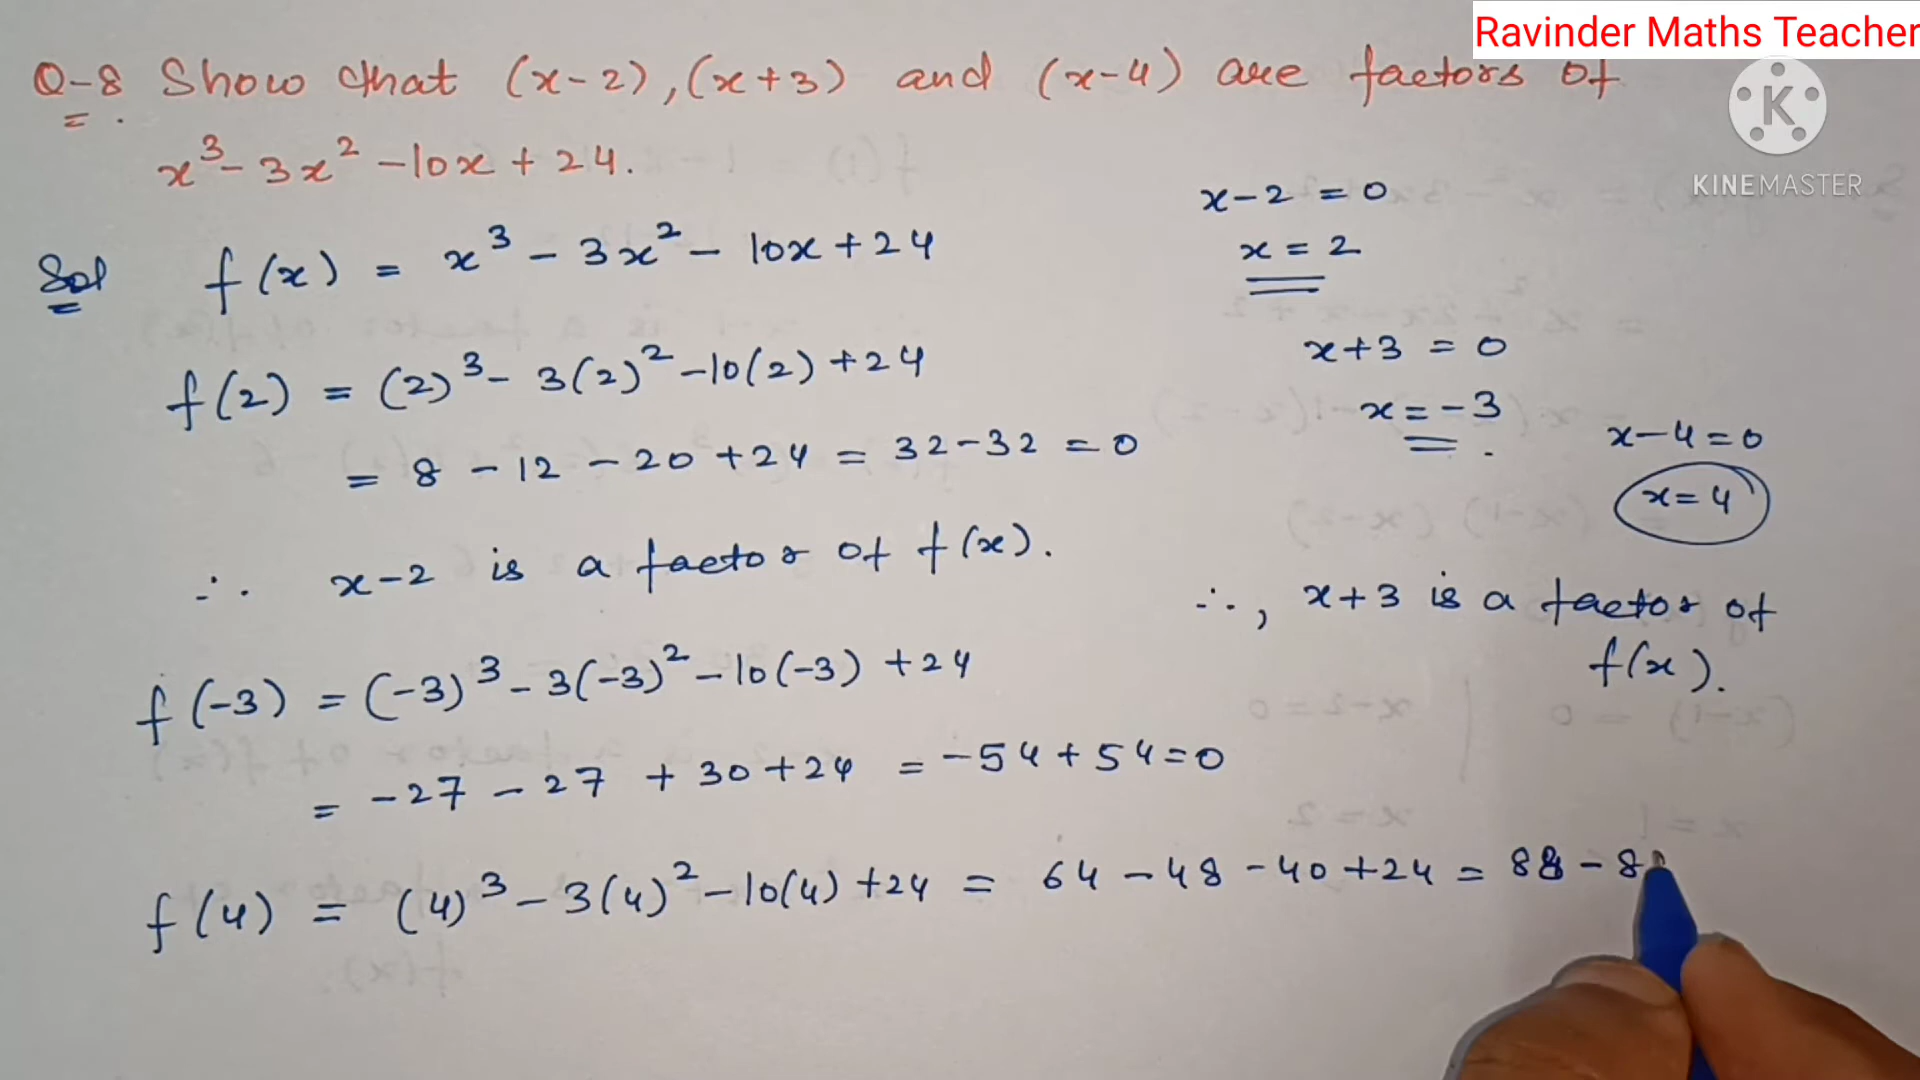 Ravinder Maths Teacher
KINEMASTER
Q-8 Show that (x-2), (x+3) and (x-4) are factors of
x³ - 3x² - 10x + 24.
Sol f(x) = x³ - 3x² - 10x + 24
f(2) = (2)³ - 3(2)² - 10(2) + 24
= 8 - 12 - 20 + 24 = 32 - 32 = 0
∴ x-2 is a factor of f(x).
f(-3) = (-3)³ - 3(-3)² - 10(-3) + 24
= -27 - 27 + 30 + 24 = -54 + 54 = 0
f(4) = (4)³ - 3(4)² - 10(4) + 24 = 64 - 48 - 40 + 24 = 88 - 8
x - 2 = 0
x = 2
x + 3 = 0
x = -3.
x - 4 = 0
x = 4
∴, x+3 is a factor of
f(x).